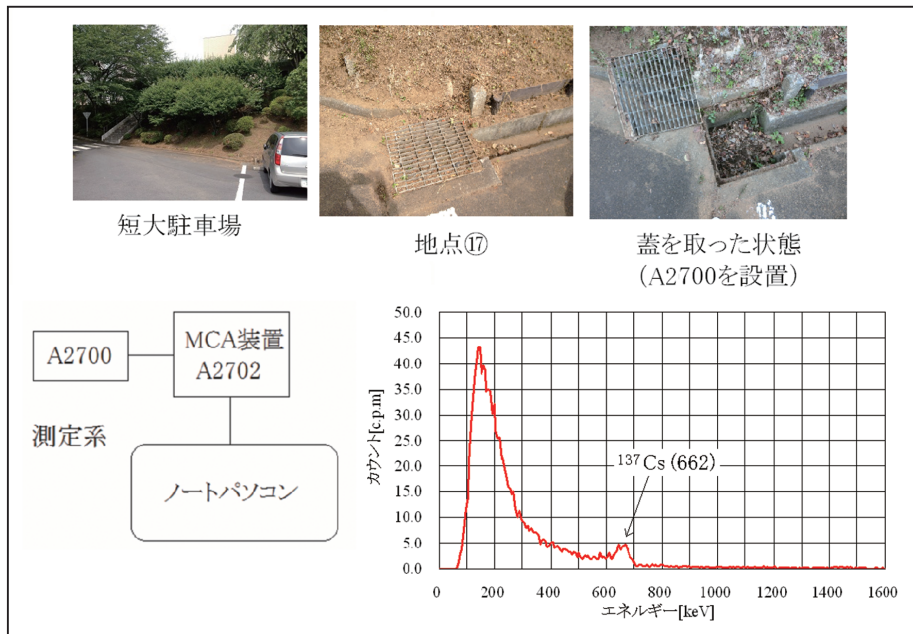 短大駐車場
地点⑰
蓋を取った状態
(A2700を設置)
A2700
MCA装置
A2702
測定系
ノートパソコン
カウント[c.p.m]
50.0
45.0
40.0
35.0
30.0
25.0
20.0
15.0
10.0
5.0
0.0
¹³⁷Cs(662)
0 200 400 600 800 1000 1200 1400 1600
エネルギー[keV]